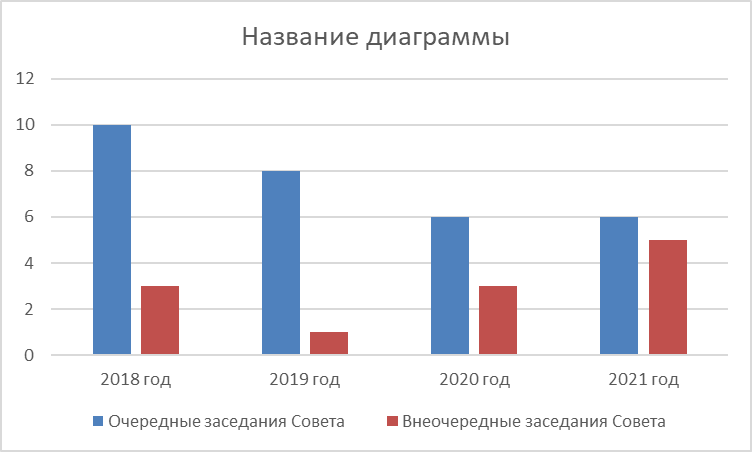 Название диаграммы
12
10
8
6
4
2
0
2018 год 2019 год 2020 год 2021 год
Очередные заседания Совета Внеочередные заседания Совета